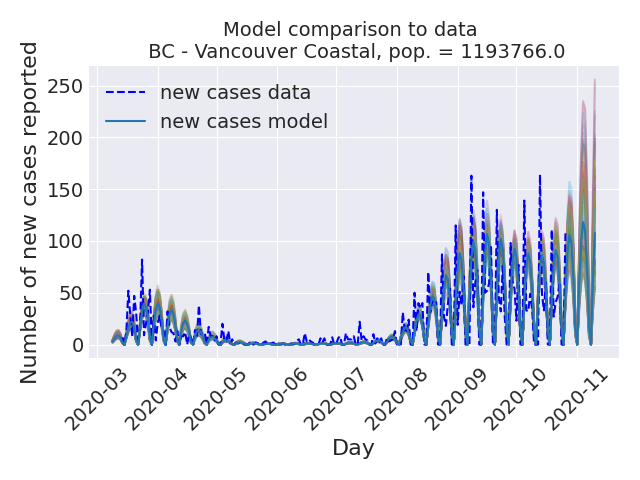 Model comparison to data
BC - Vancouver Coastal, pop. = 1193766.0
Number of new cases reported
250
200
150
100
50
0
new cases data
new cases model
2020-03
2020-04
2020-05
2020-06
2020-07
2020-08
2020-09
2020-10
2020-11
Day